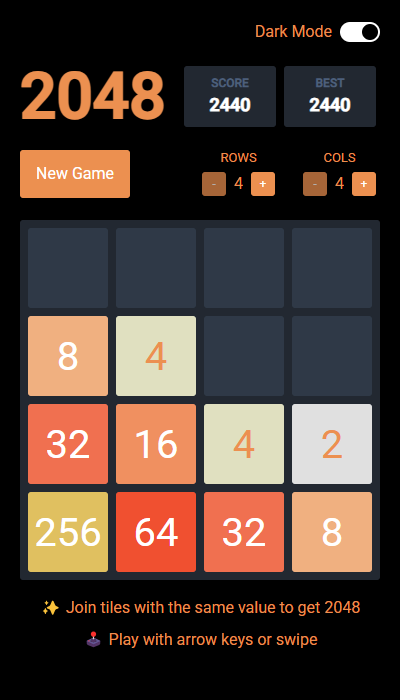 Dark Mode
2048
SCORE
2440
BEST
2440
New Game
ROWS
- 4 +
COLS
- 4 +
8 4
32 16 4 2
256 64 32 8
✨ Join tiles with the same value to get 2048
🕹️ Play with arrow keys or swipe